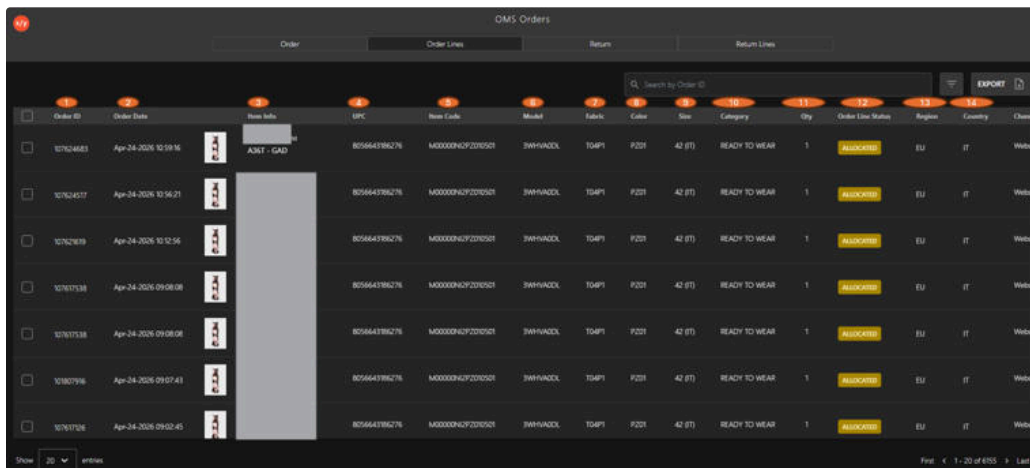 x/y
OMS Orders
Order Order Lines Return Return Lines
Search by Order ID
EXPORT
1 2 3 4 5 6 7 8 9 10 11 12 13 14
Order ID Order Date Item Info UPC Item Code Model Fabric Color Size Category Qty Order Line Status Region Country
107624683 Apr-24-2026 10:59:16 A36T - GAD 8056643186276 M00000NI2PZ010501 3WHVA0DL T04P1 PZ01 42 (IT) READY TO WEAR 1 ALLOCATED EU IT
107624517 Apr-24-2026 10:56:21 8056643186276 M00000NI2PZ010501 3WHVA0DL T04P1 PZ01 42 (IT) READY TO WEAR 1 ALLOCATED EU IT
107621619 Apr-24-2026 10:12:56 8056643186276 M00000NI2PZ010501 3WHVA0DL T04P1 PZ01 42 (IT) READY TO WEAR 1 ALLOCATED EU IT
107617538 Apr-24-2026 09:08:08 8056643186276 M00000NI2PZ010501 3WHVA0DL T04P1 PZ01 42 (IT) READY TO WEAR 1 ALLOCATED EU IT
107617538 Apr-24-2026 09:08:08 8056643186276 M00000NI2PZ010501 3WHVA0DL T04P1 PZ01 42 (IT) READY TO WEAR 1 ALLOCATED EU IT
101807916 Apr-24-2026 09:07:43 8056643186276 M00000NI2PZ010501 3WHVA0DL T04P1 PZ01 42 (IT) READY TO WEAR 1 ALLOCATED EU IT
107617126 Apr-24-2026 09:02:45 8056643186276 M00000NI2PZ010501 3WHVA0DL T04P1 PZ01 42 (IT) READY TO WEAR 1 ALLOCATED EU IT
Show 20 entries First < 1 - 20 of 6155 > Last